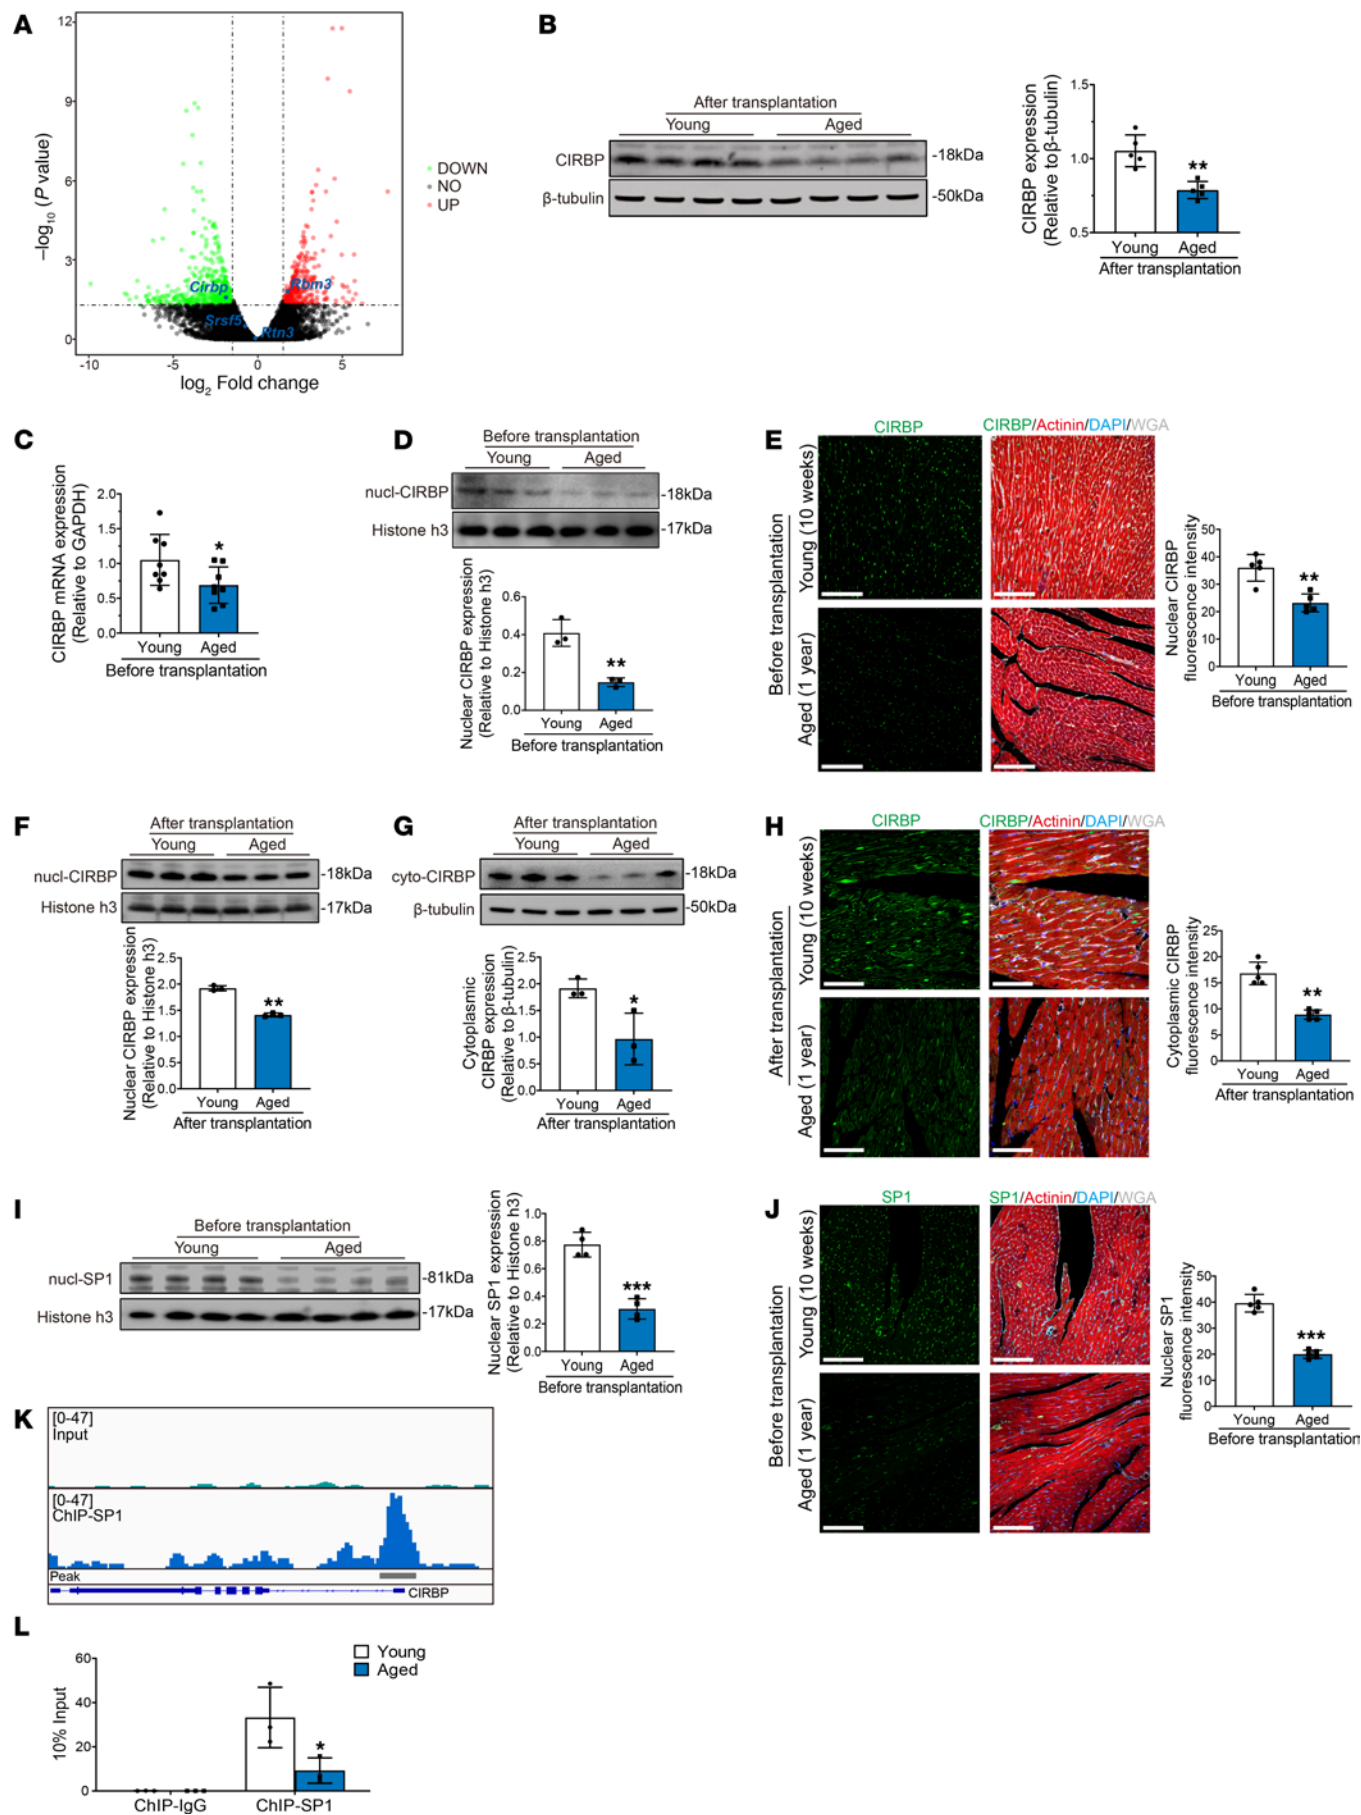 A
12
9
6
3
0
-10
-5
0
5
–log10 (P value)
log2 Fold change
Cirbp
Rbm3
Srsf5
Rtn3
DOWN
NO
UP
B
After transplantation
Young
Aged
CIRBP
-18kDa
β-tubulin
-50kDa
CIRBP expression
(Relative to β-tubulin)
1.5
1.0
0.5
**
Young
Aged
After transplantation
C
CIRBP mRNA expression
(Relative to GAPDH)
2.0
1.5
1.0
0.5
0.0
*
Young
Aged
Before transplantation
D
Before transplantation
Young
Aged
nucl-CIRBP
-18kDa
Histone h3
-17kDa
Nuclear CIRBP expression
(Relative to Histone h3)
0.6
0.4
0.2
0.0
**
Young
Aged
Before transplantation
E
CIRBP
CIRBP/Actinin/DAPI/WGA
Before transplantation
Young (10 weeks)
Aged (1 year)
Nuclear CIRBP
fluorescence intensity
50
40
30
20
10
0
**
Young
Aged
Before transplantation
F
After transplantation
Young
Aged
nucl-CIRBP
-18kDa
Histone h3
-17kDa
Nuclear CIRBP expression
(Relative to Histone h3)
2.5
2.0
1.5
1.0
0.5
0.0
**
Young
Aged
After transplantation
G
After transplantation
Young
Aged
cyto-CIRBP
-18kDa
β-tubulin
-50kDa
Cytoplasmic
CIRBP expression
(Relative to β-tubulin)
2.5
2.0
1.5
1.0
0.5
0.0
*
Young
Aged
After transplantation
H
CIRBP
CIRBP/Actinin/DAPI/WGA
After transplantation
Young (10 weeks)
Aged (1 year)
Cytoplasmic CIRBP
fluorescence intensity
25
20
15
10
5
0
**
Young
Aged
After transplantation
I
Before transplantation
Young
Aged
nucl-SP1
-81kDa
Histone h3
-17kDa
Nuclear SP1 expression
(Relative to Histone h3)
1.0
0.8
0.6
0.4
0.2
0.0
***
Young
Aged
Before transplantation
J
SP1
SP1/Actinin/DAPI/WGA
Before transplantation
Young (10 weeks)
Aged (1 year)
Nuclear SP1
fluorescence intensity
50
40
30
20
10
0
***
Young
Aged
Before transplantation
K
[0-47]
Input
[0-47]
ChIP-SP1
Peak
CIRBP
L
Young
Aged
10% Input
60
40
20
0
*
ChIP-IgG
ChIP-SP1